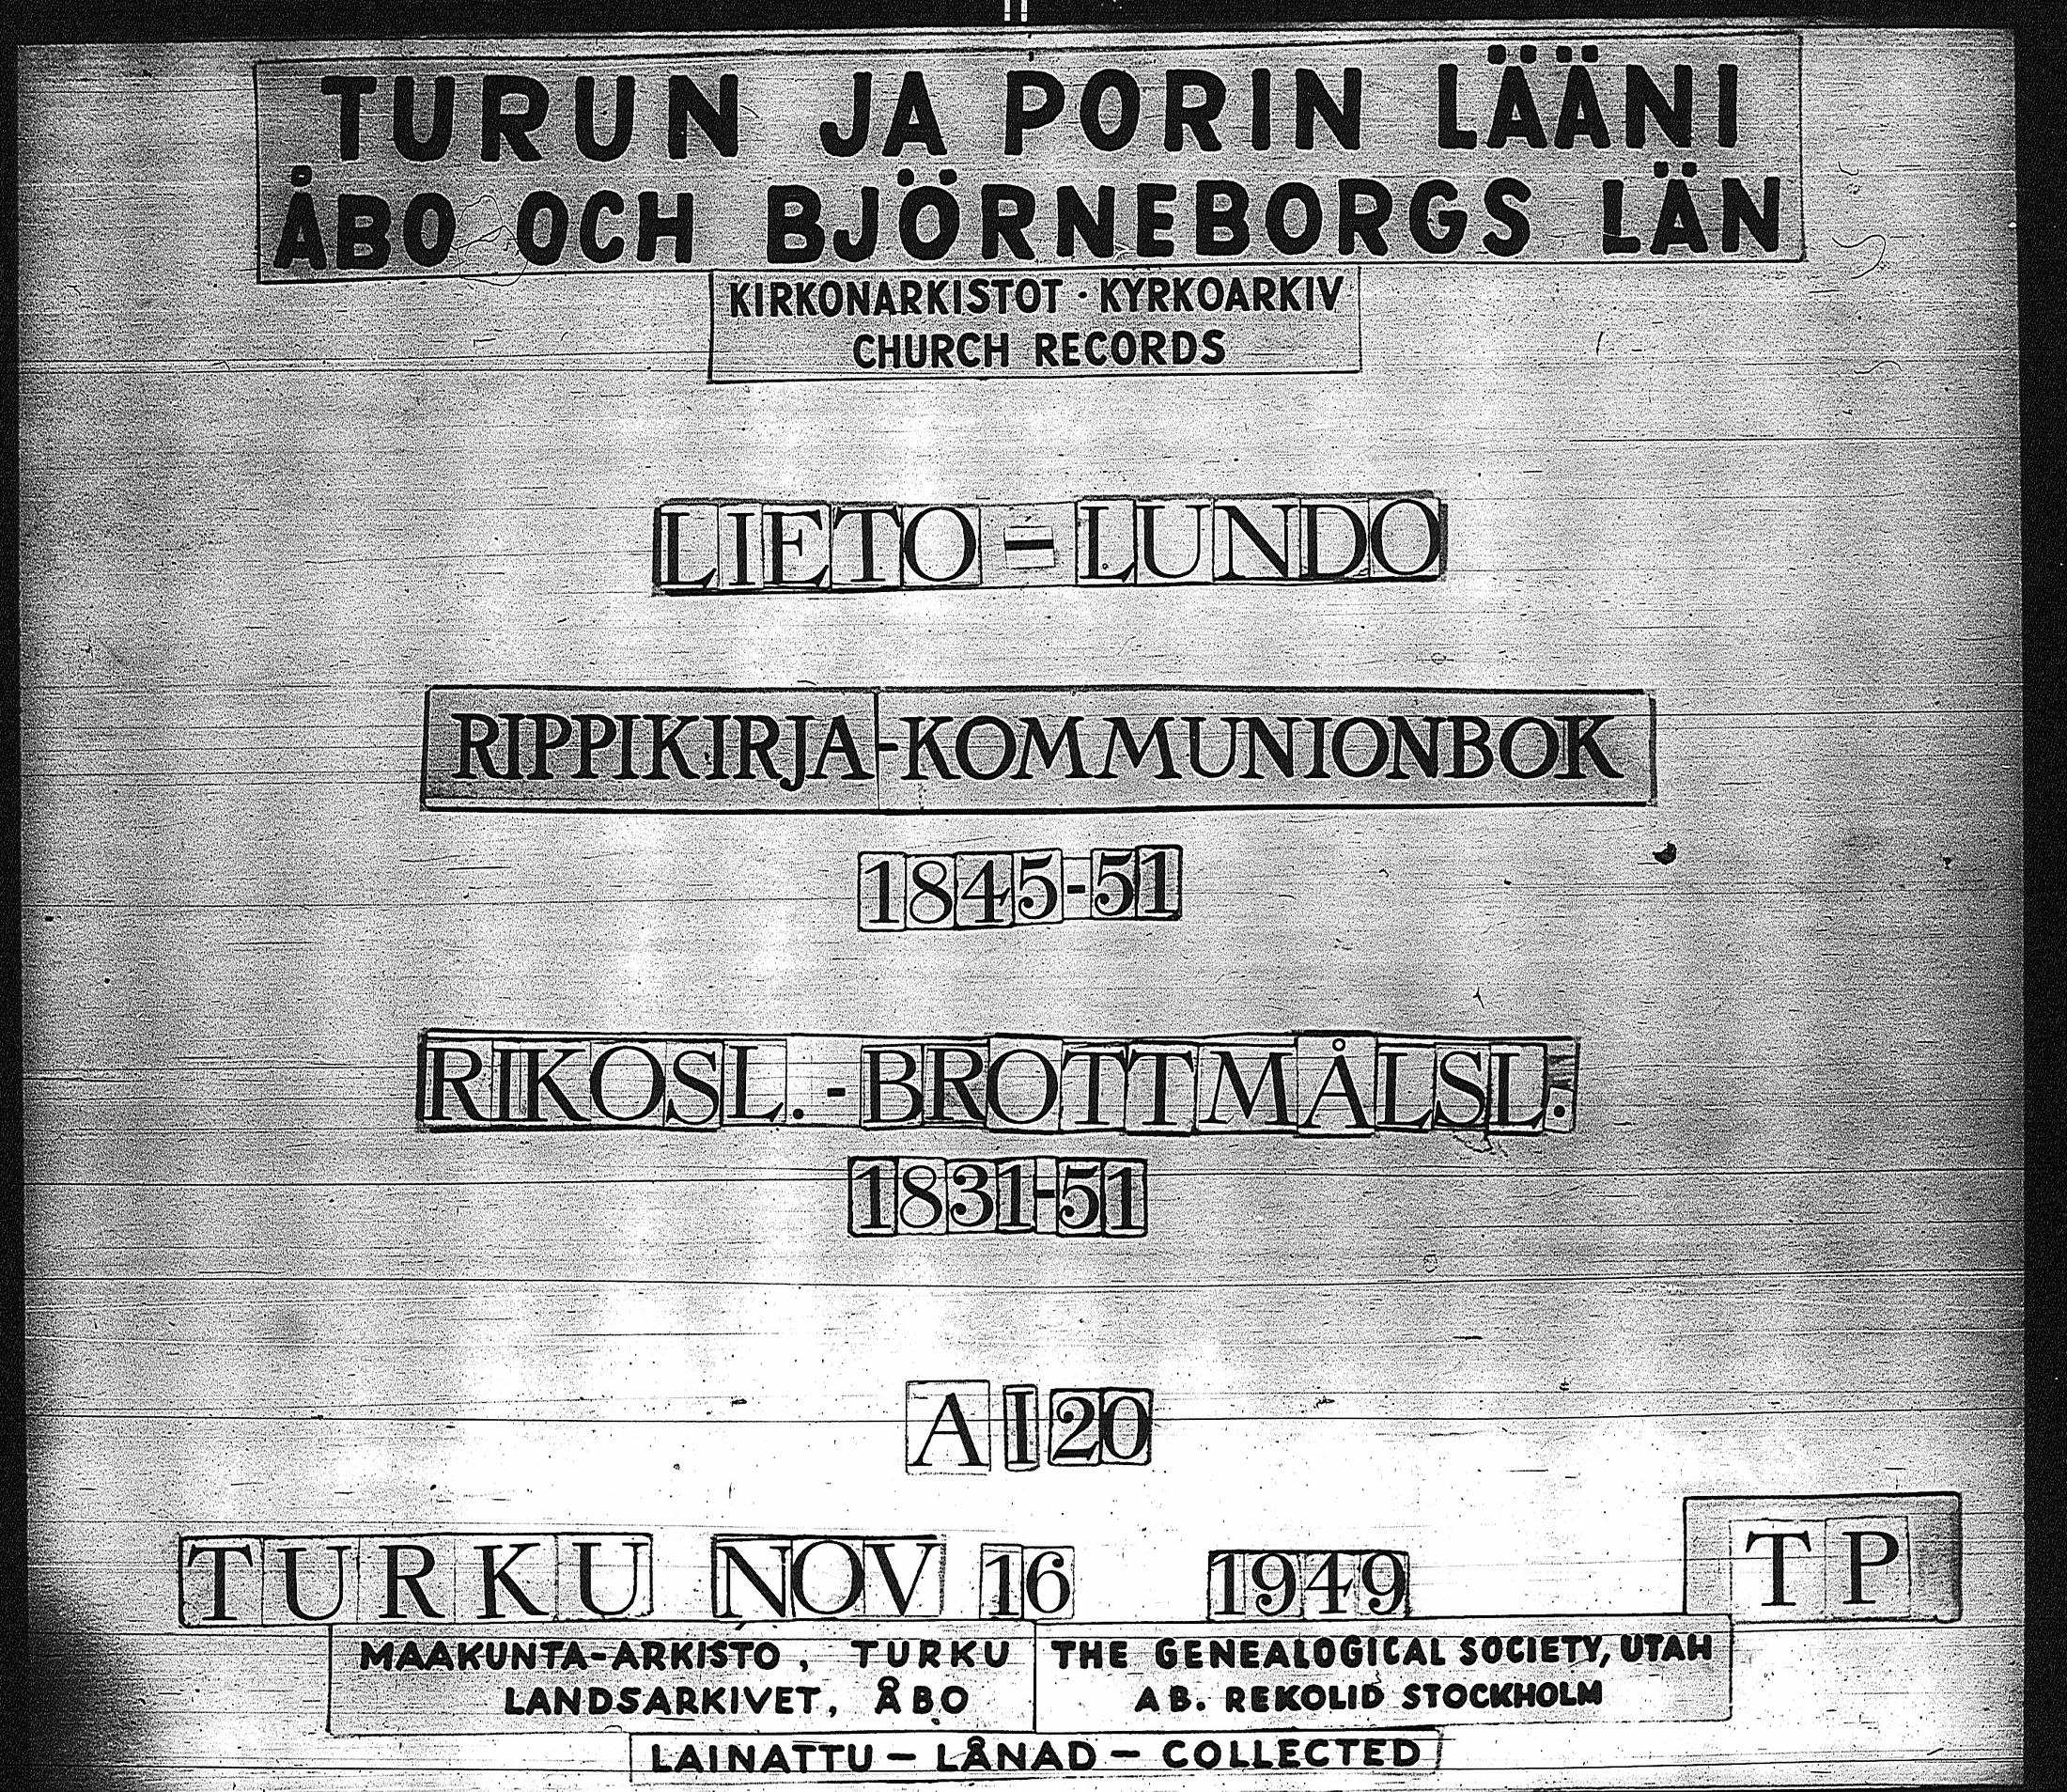 TURUN JA PORIN LÄÄNI
ÅBO OCH BJÖRNEBORGS LÄN
KIRKONARKISTOT · KYRKOARKIV
CHURCH RECORDS
LIETO - LUNDO
RIPPIKIRJA-KOMMUNIONBOK
1845-51
RIKOSL.-BROTTMÅLSL.
1831-51
A I 20
TURKU NOV 16 1949 TP
MAAKUNTA-ARKISTO, TURKU
LANDSARKIVET, ÅBO
THE GENEALOGICAL SOCIETY, UTAH
AB. REKOLID STOCKHOLM
LAINATTU - LÅNAD - COLLECTED